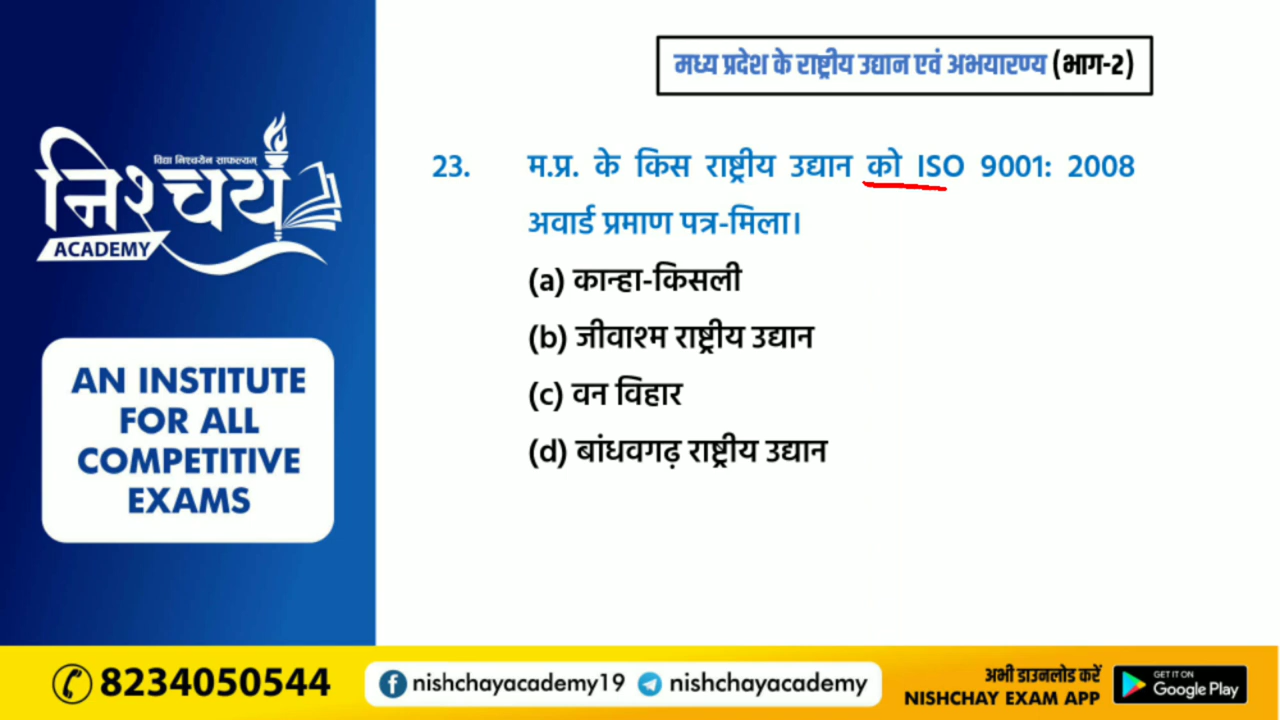 मध्य प्रदेश के राष्ट्रीय उद्यान एवं अभयारण्य (भाग-2)
विद्या निश्चयेन साफल्यम्
निश्चय
ACADEMY
AN INSTITUTE
FOR ALL
COMPETITIVE
EXAMS
23. म.प्र. के किस राष्ट्रीय उद्यान को ISO 9001: 2008
अवार्ड प्रमाण पत्र-मिला।
(a) कान्हा-किसली
(b) जीवाश्म राष्ट्रीय उद्यान
(c) वन विहार
(d) बांधवगढ़ राष्ट्रीय उद्यान
8234050544
nishchayacademy19
nishchayacademy
अभी डाउनलोड करें
NISHCHAY EXAM APP
GET IT ON
Google Play